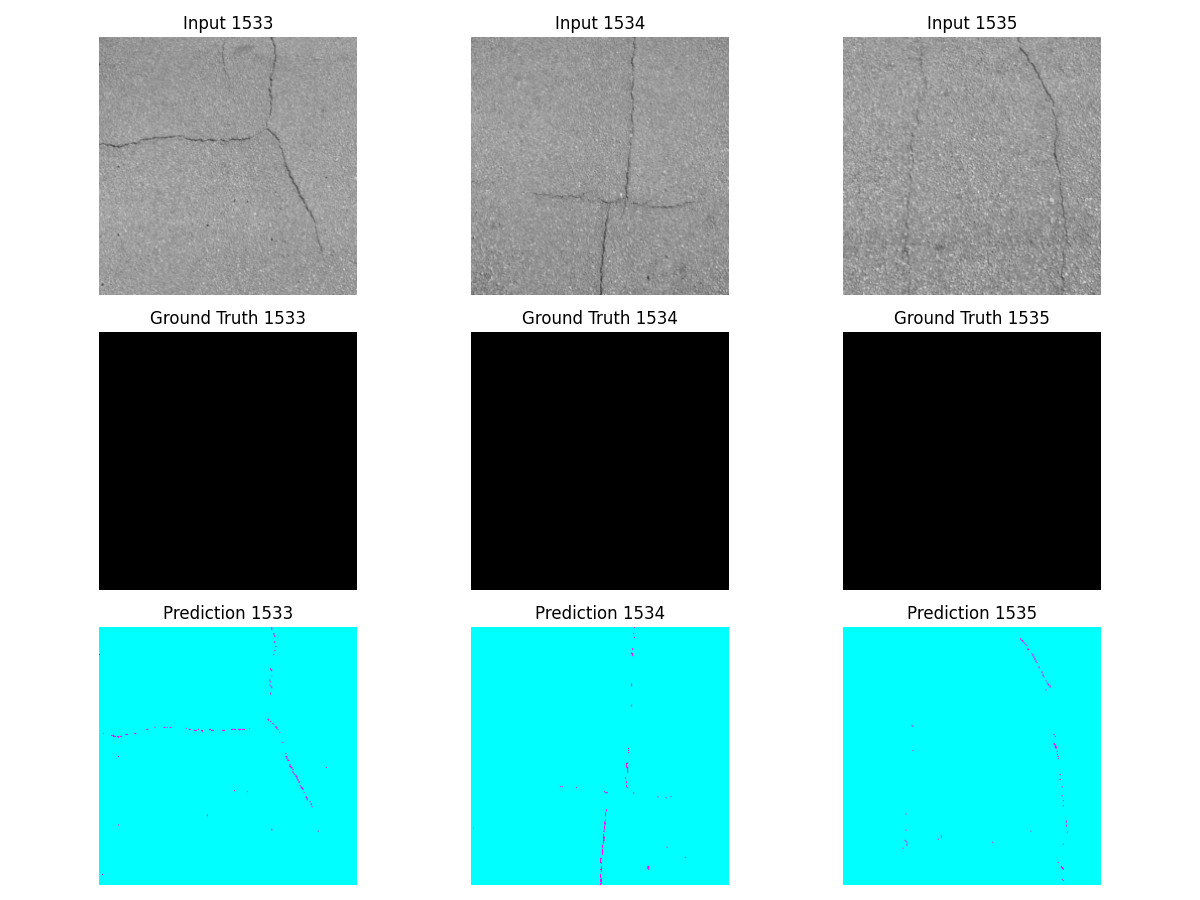 Input 1533
Input 1534
Input 1535
Ground Truth 1533
Ground Truth 1534
Ground Truth 1535
Prediction 1533
Prediction 1534
Prediction 1535